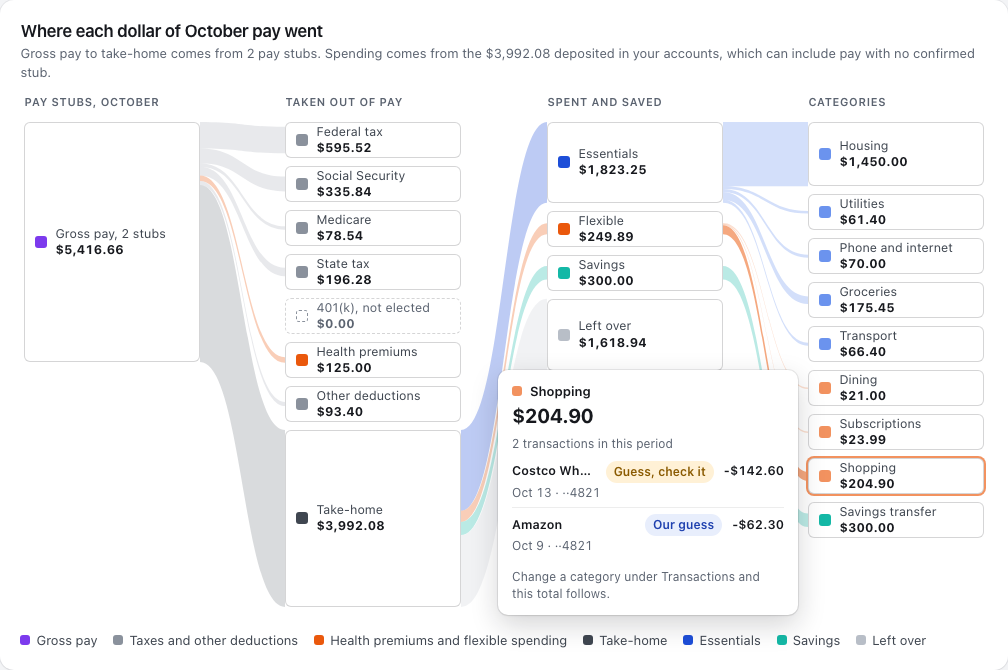 Where each dollar of October pay went
Gross pay to take-home comes from 2 pay stubs. Spending comes from the $3,992.08 deposited in your accounts, which can include pay with no confirmed
stub.
PAY STUBS, OCTOBER
TAKEN OUT OF PAY
SPENT AND SAVED
CATEGORIES
Gross pay, 2 stubs
$5,416.66
Federal tax
$595.52
Social Security
$335.84
Medicare
$78.54
State tax
$196.28
401(k), not elected
$0.00
Health premiums
$125.00
Other deductions
$93.40
Take-home
$3,992.08
Essentials
$1,823.25
Flexible
$249.89
Savings
$300.00
Left over
$1,618.94
Housing
$1,450.00
Utilities
$61.40
Phone and internet
$70.00
Groceries
$175.45
Transport
$66.40
Dining
$21.00
Subscriptions
$23.99
Shopping
$204.90
Savings transfer
$300.00
Shopping
$204.90
2 transactions in this period
Costco Wh... Guess, check it -$142.60
Oct 13 · ··4821
Amazon Our guess -$62.30
Oct 9 · ··4821
Change a category under Transactions and
this total follows.
Gross pay
Taxes and other deductions
Health premiums and flexible spending
Take-home
Essentials
Savings
Left over